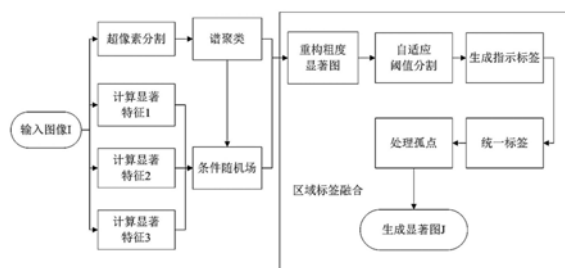 超像素分割
谱聚类
重构粗度
显著图
自适应
阈值分割
生成指示标签
计算显著
特征1
输入图像I
计算显著
特征2
条件随机场
处理孤点
统一标签
区域标签融合
计算显著
特征3
生成显著图J